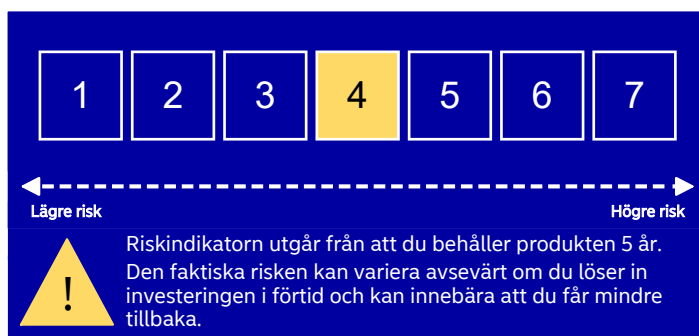 1 2 3 4 5 6 7
Lägre risk Högre risk
Riskindikatorn utgår från att du behåller produkten 5 år.
Den faktiska risken kan variera avsevärt om du löser in
investeringen i förtid och kan innebära att du får mindre
tillbaka.
!